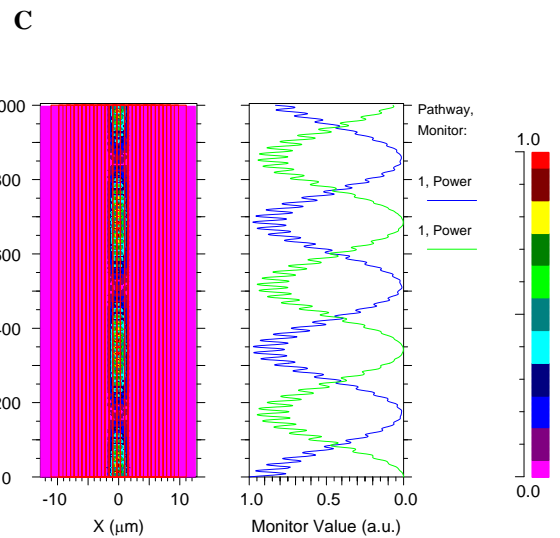 C
000
800
600
400
200
0
-10
0
10
X (μm)
1.0
0.5
0.0
Monitor Value (a.u.)
Pathway,
Monitor:
1, Power
1, Power
1.0
0.0